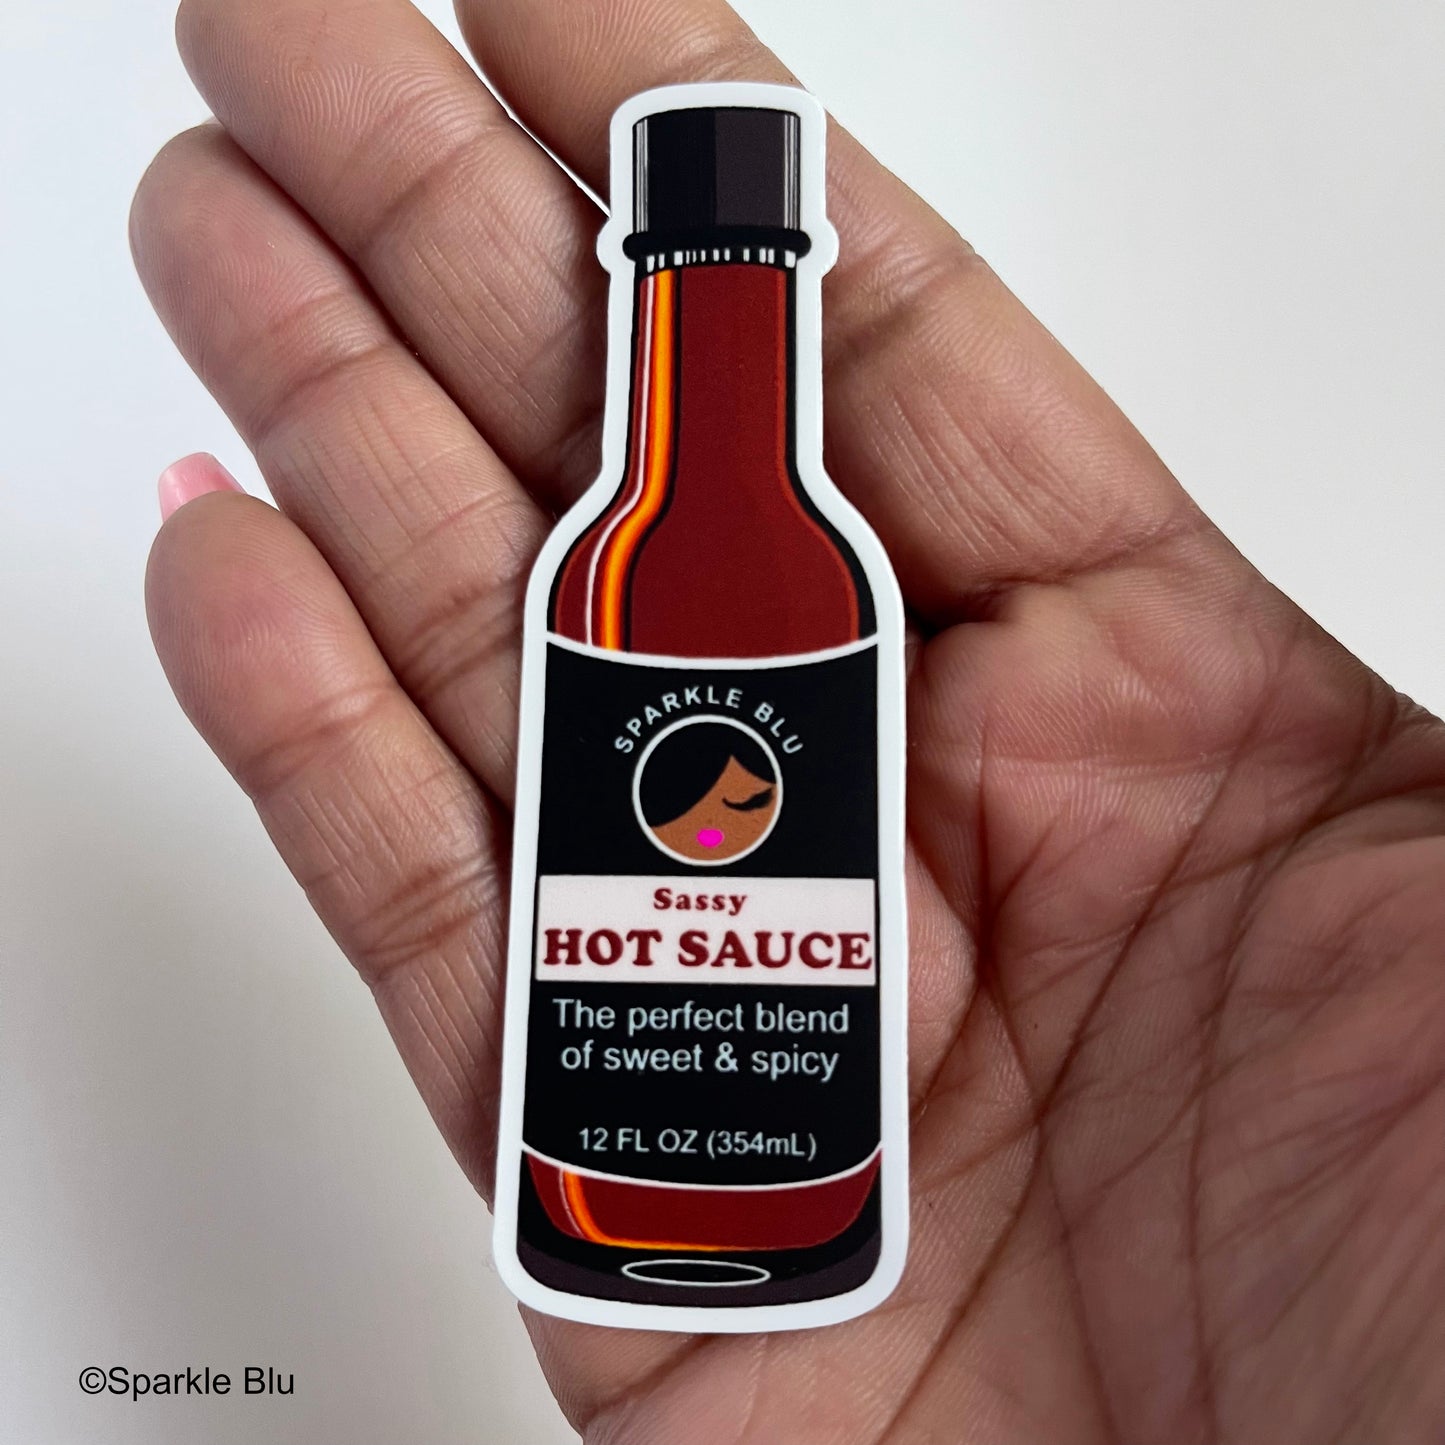 SPARKLE BLU
Sassy
HOT SAUCE
The perfect blend
of sweet & spicy
12 FL OZ (354mL)
©Sparkle Blu